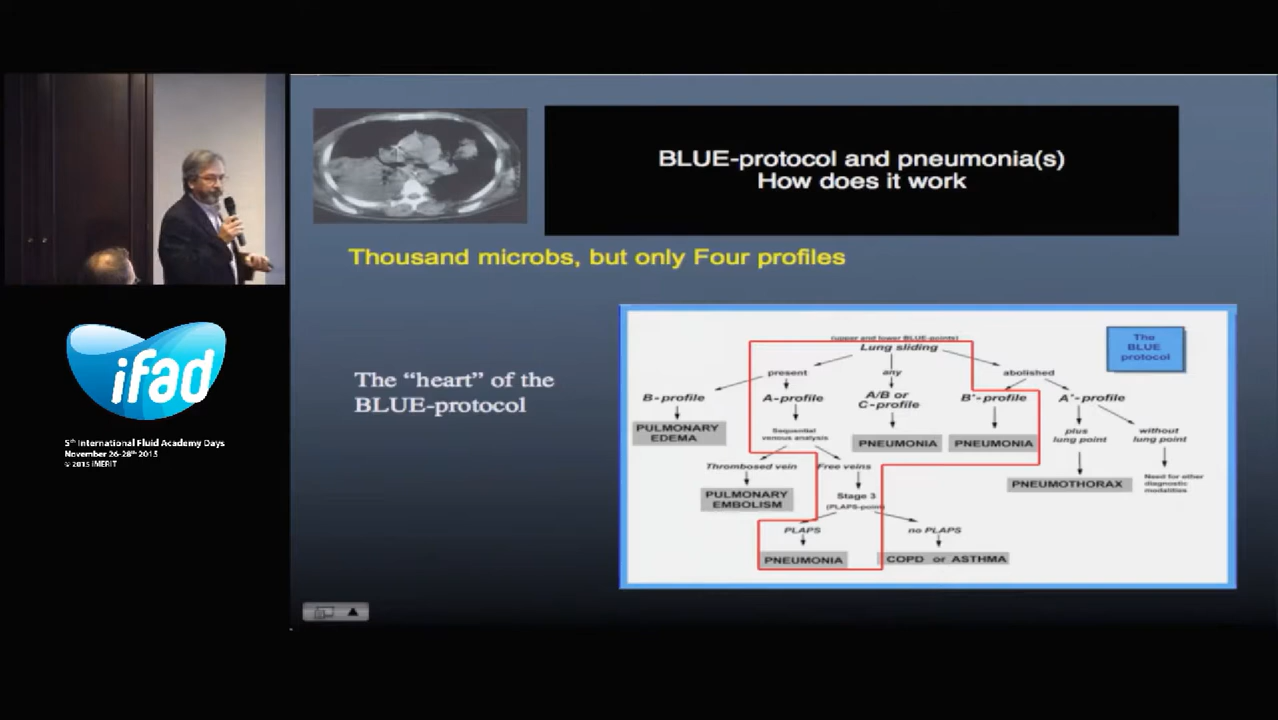 BLUE-protocol and pneumonia(s)
How does it work
Thousand microbs, but only Four profiles
The “heart” of the
BLUE-protocol
The
BLUE
protocol
(upper and lower BLUE-points)
Lung sliding
present
any
abolished
B-profile
A-profile
A/B or
C-profile
B'-profile
A'-profile
PULMONARY
EDEMA
Sequential
venous analysis
PNEUMONIA
PNEUMONIA
plus
lung point
without
lung point
Thrombosed vein
Free veins
PNEUMOTHORAX
Need for other
diagnostic
modalities
PULMONARY
EMBOLISM
Stage 3
(PLAPS-point)
PLAPS
no PLAPS
PNEUMONIA
COPD or ASTHMA
ifad
5th International Fluid Academy Days
November 26-28th 2015
© 2015 iMERIT